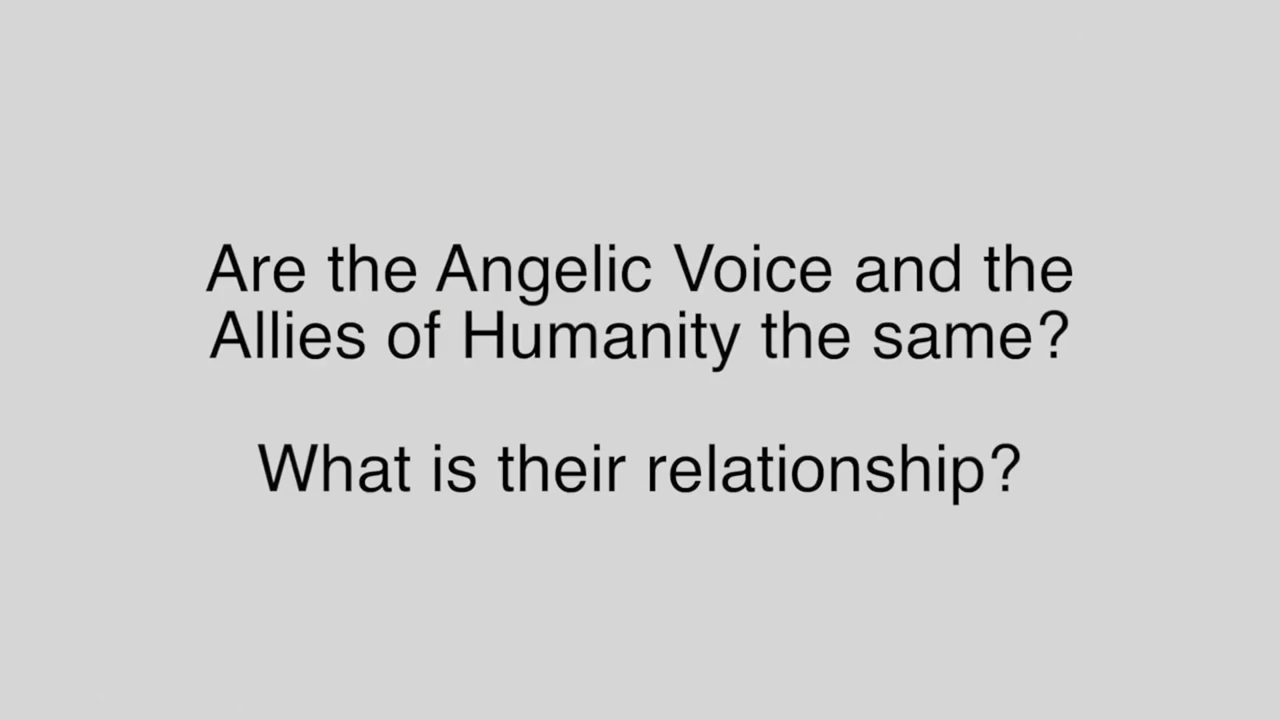 Are the Angelic Voice and the
Allies of Humanity the same?
What is their relationship?